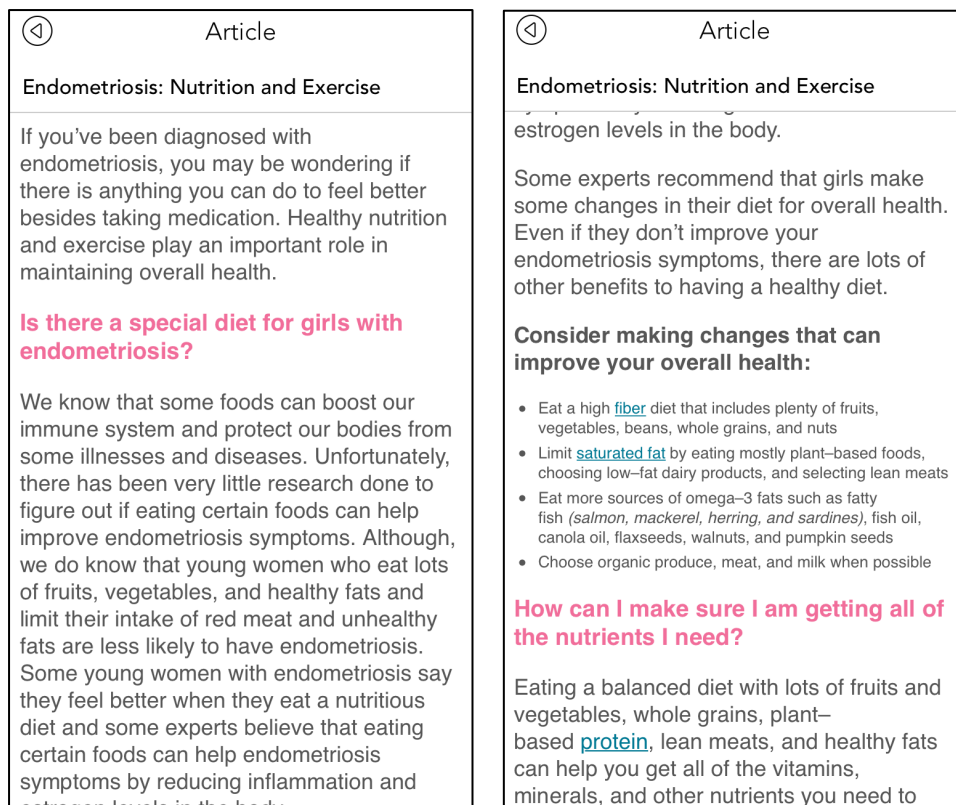 Article
Endometriosis: Nutrition and Exercise
If you’ve been diagnosed with
endometriosis, you may be wondering if
there is anything you can do to feel better
besides taking medication. Healthy nutrition
and exercise play an important role in
maintaining overall health.
Is there a special diet for girls with
endometriosis?
We know that some foods can boost our
immune system and protect our bodies from
some illnesses and diseases. Unfortunately,
there has been very little research done to
figure out if eating certain foods can help
improve endometriosis symptoms. Although,
we do know that young women who eat lots
of fruits, vegetables, and healthy fats and
limit their intake of red meat and unhealthy
fats are less likely to have endometriosis.
Some young women with endometriosis say
they feel better when they eat a nutritious
diet and some experts believe that eating
certain foods can help endometriosis
symptoms by reducing inflammation and
estrogen levels in the body.
Article
Endometriosis: Nutrition and Exercise
estrogen levels in the body.
Some experts recommend that girls make
some changes in their diet for overall health.
Even if they don’t improve your
endometriosis symptoms, there are lots of
other benefits to having a healthy diet.
Consider making changes that can
improve your overall health:
• Eat a high fiber diet that includes plenty of fruits,
vegetables, beans, whole grains, and nuts
• Limit saturated fat by eating mostly plant–based foods,
choosing low–fat dairy products, and selecting lean meats
• Eat more sources of omega–3 fats such as fatty
fish (salmon, mackerel, herring, and sardines), fish oil,
canola oil, flaxseeds, walnuts, and pumpkin seeds
• Choose organic produce, meat, and milk when possible
How can I make sure I am getting all of
the nutrients I need?
Eating a balanced diet with lots of fruits and
vegetables, whole grains, plant–
based protein, lean meats, and healthy fats
can help you get all of the vitamins,
minerals, and other nutrients you need to